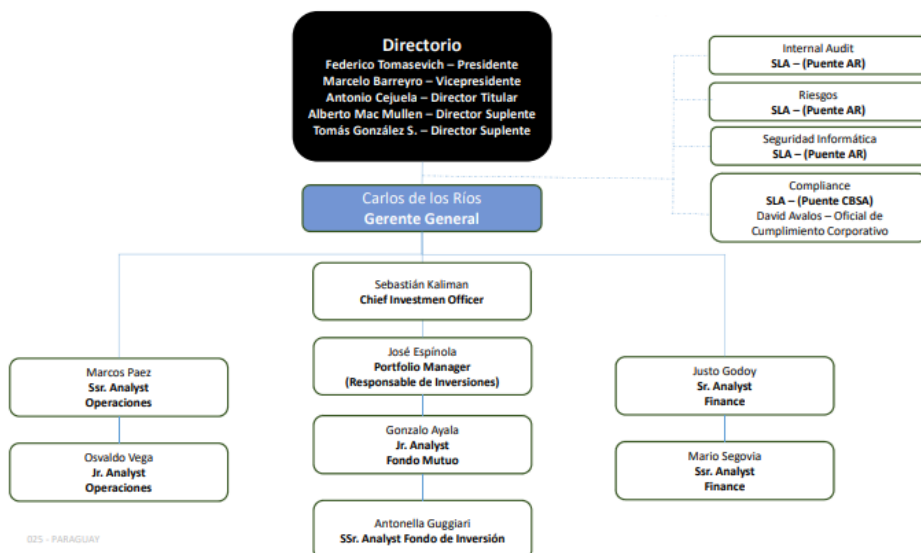 Directorio
Federico Tomasevich – Presidente
Marcelo Barreyro – Vicepresidente
Antonio Cejuela – Director Titular
Alberto Mac Mullen – Director Suplente
Tomás González S. – Director Suplente
Internal Audit
SLA – (Puente AR)
Riesgos
SLA – (Puente AR)
Seguridad Informática
SLA – (Puente AR)
Compliance
SLA – (Puente CBSA)
David Avalos – Oficial de
Cumplimiento Corporativo
Carlos de los Ríos
Gerente General
Sebastián Kaliman
Chief Investmen Officer
José Espínola
Portfolio Manager
(Responsable de Inversiones)
Gonzalo Ayala
Jr. Analyst
Fondo Mutuo
Antonella Guggiari
SSr. Analyst Fondo de Inversión
Marcos Paez
Ssr. Analyst
Operaciones
Osvaldo Vega
Jr. Analyst
Operaciones
Justo Godoy
Sr. Analyst
Finance
Mario Segovia
Ssr. Analyst
Finance
025 - PARAGUAY